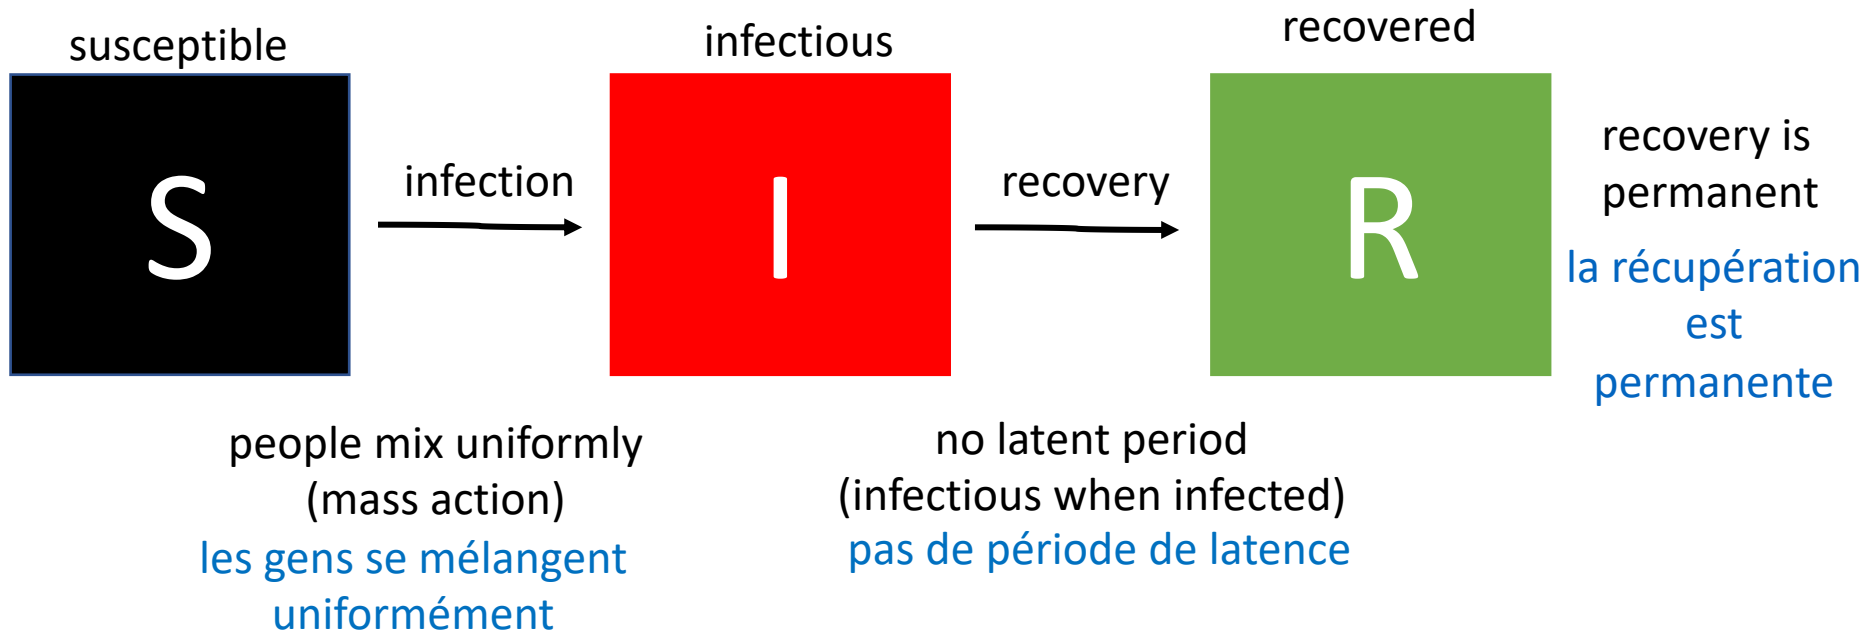 susceptible
infectious
recovered
S
infection
I
recovery
R
recovery is
permanent
la récupération
est
permanente
people mix uniformly
(mass action)
les gens se mélangent
uniformément
no latent period
(infectious when infected)
pas de période de latence